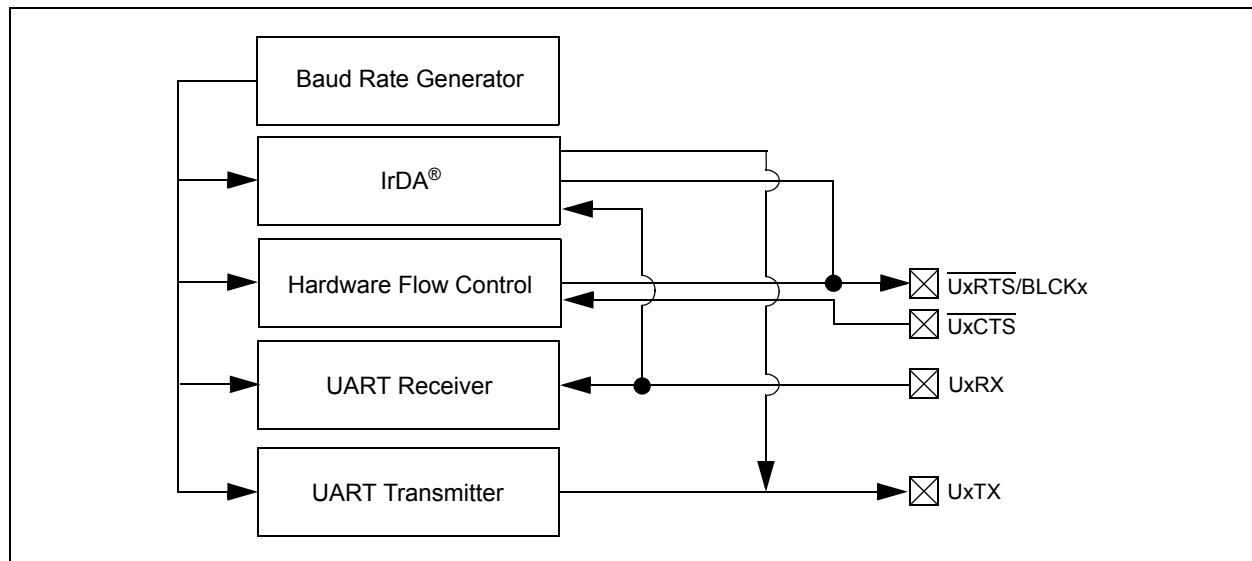 Baud Rate Generator
IrDA®
Hardware Flow Control
UxRTS/BLCKx
UxCTS
UART Receiver
UxRX
UART Transmitter
UxTX